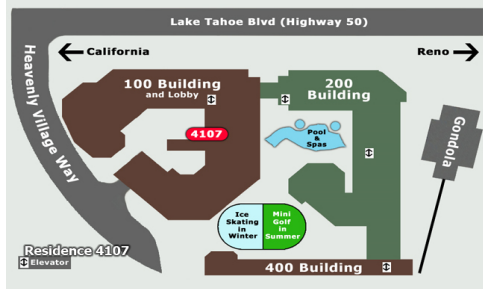 Lake Tahoe Blvd (Highway 50)
California
Reno
Heavenly Village Way
100 Building
and Lobby
200
Building
4107
Pool
&
Spas
Gondola
Ice
Skating
in
Winter
Mini
Golf
in
Summer
Residence 4107
Elevator
400 Building